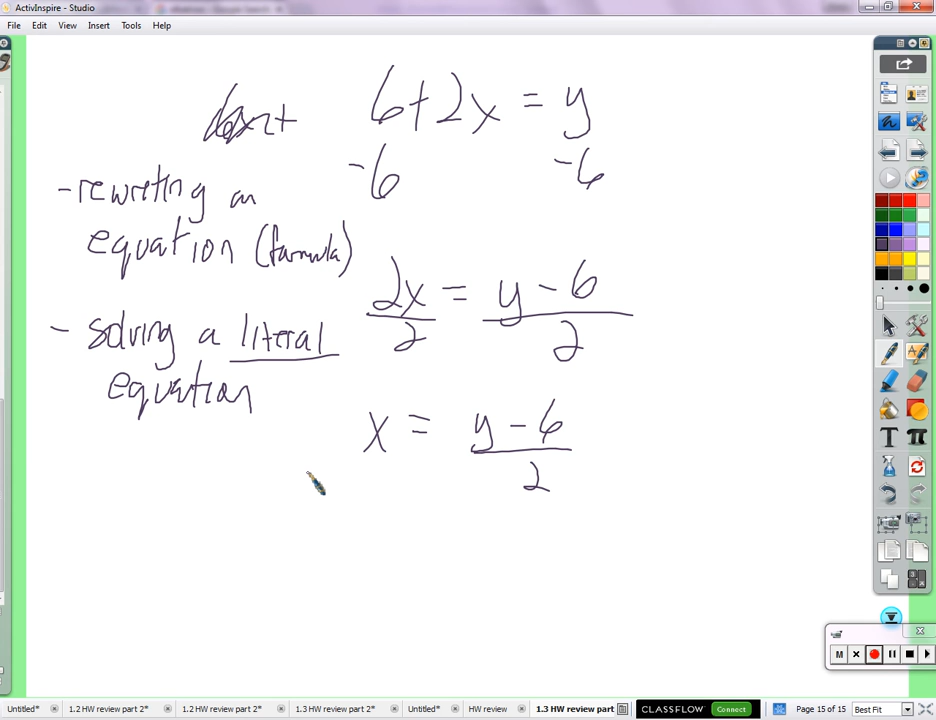 ActivInspire - Studio
File Edit View Insert Tools Help
6+2x = y
-6 -6
-rewriting an
equation (formula)
2x = y - 6
2 2
- solving a literal
equation
x = y - 6
2
M
Untitled* 1.2 HW review part 2* 1.2 HW review part 2* 1.3 HW review part 2* Untitled* HW review 1.3 HW review part CLASSFLOW Connect Page 15 of 15 Best Fit